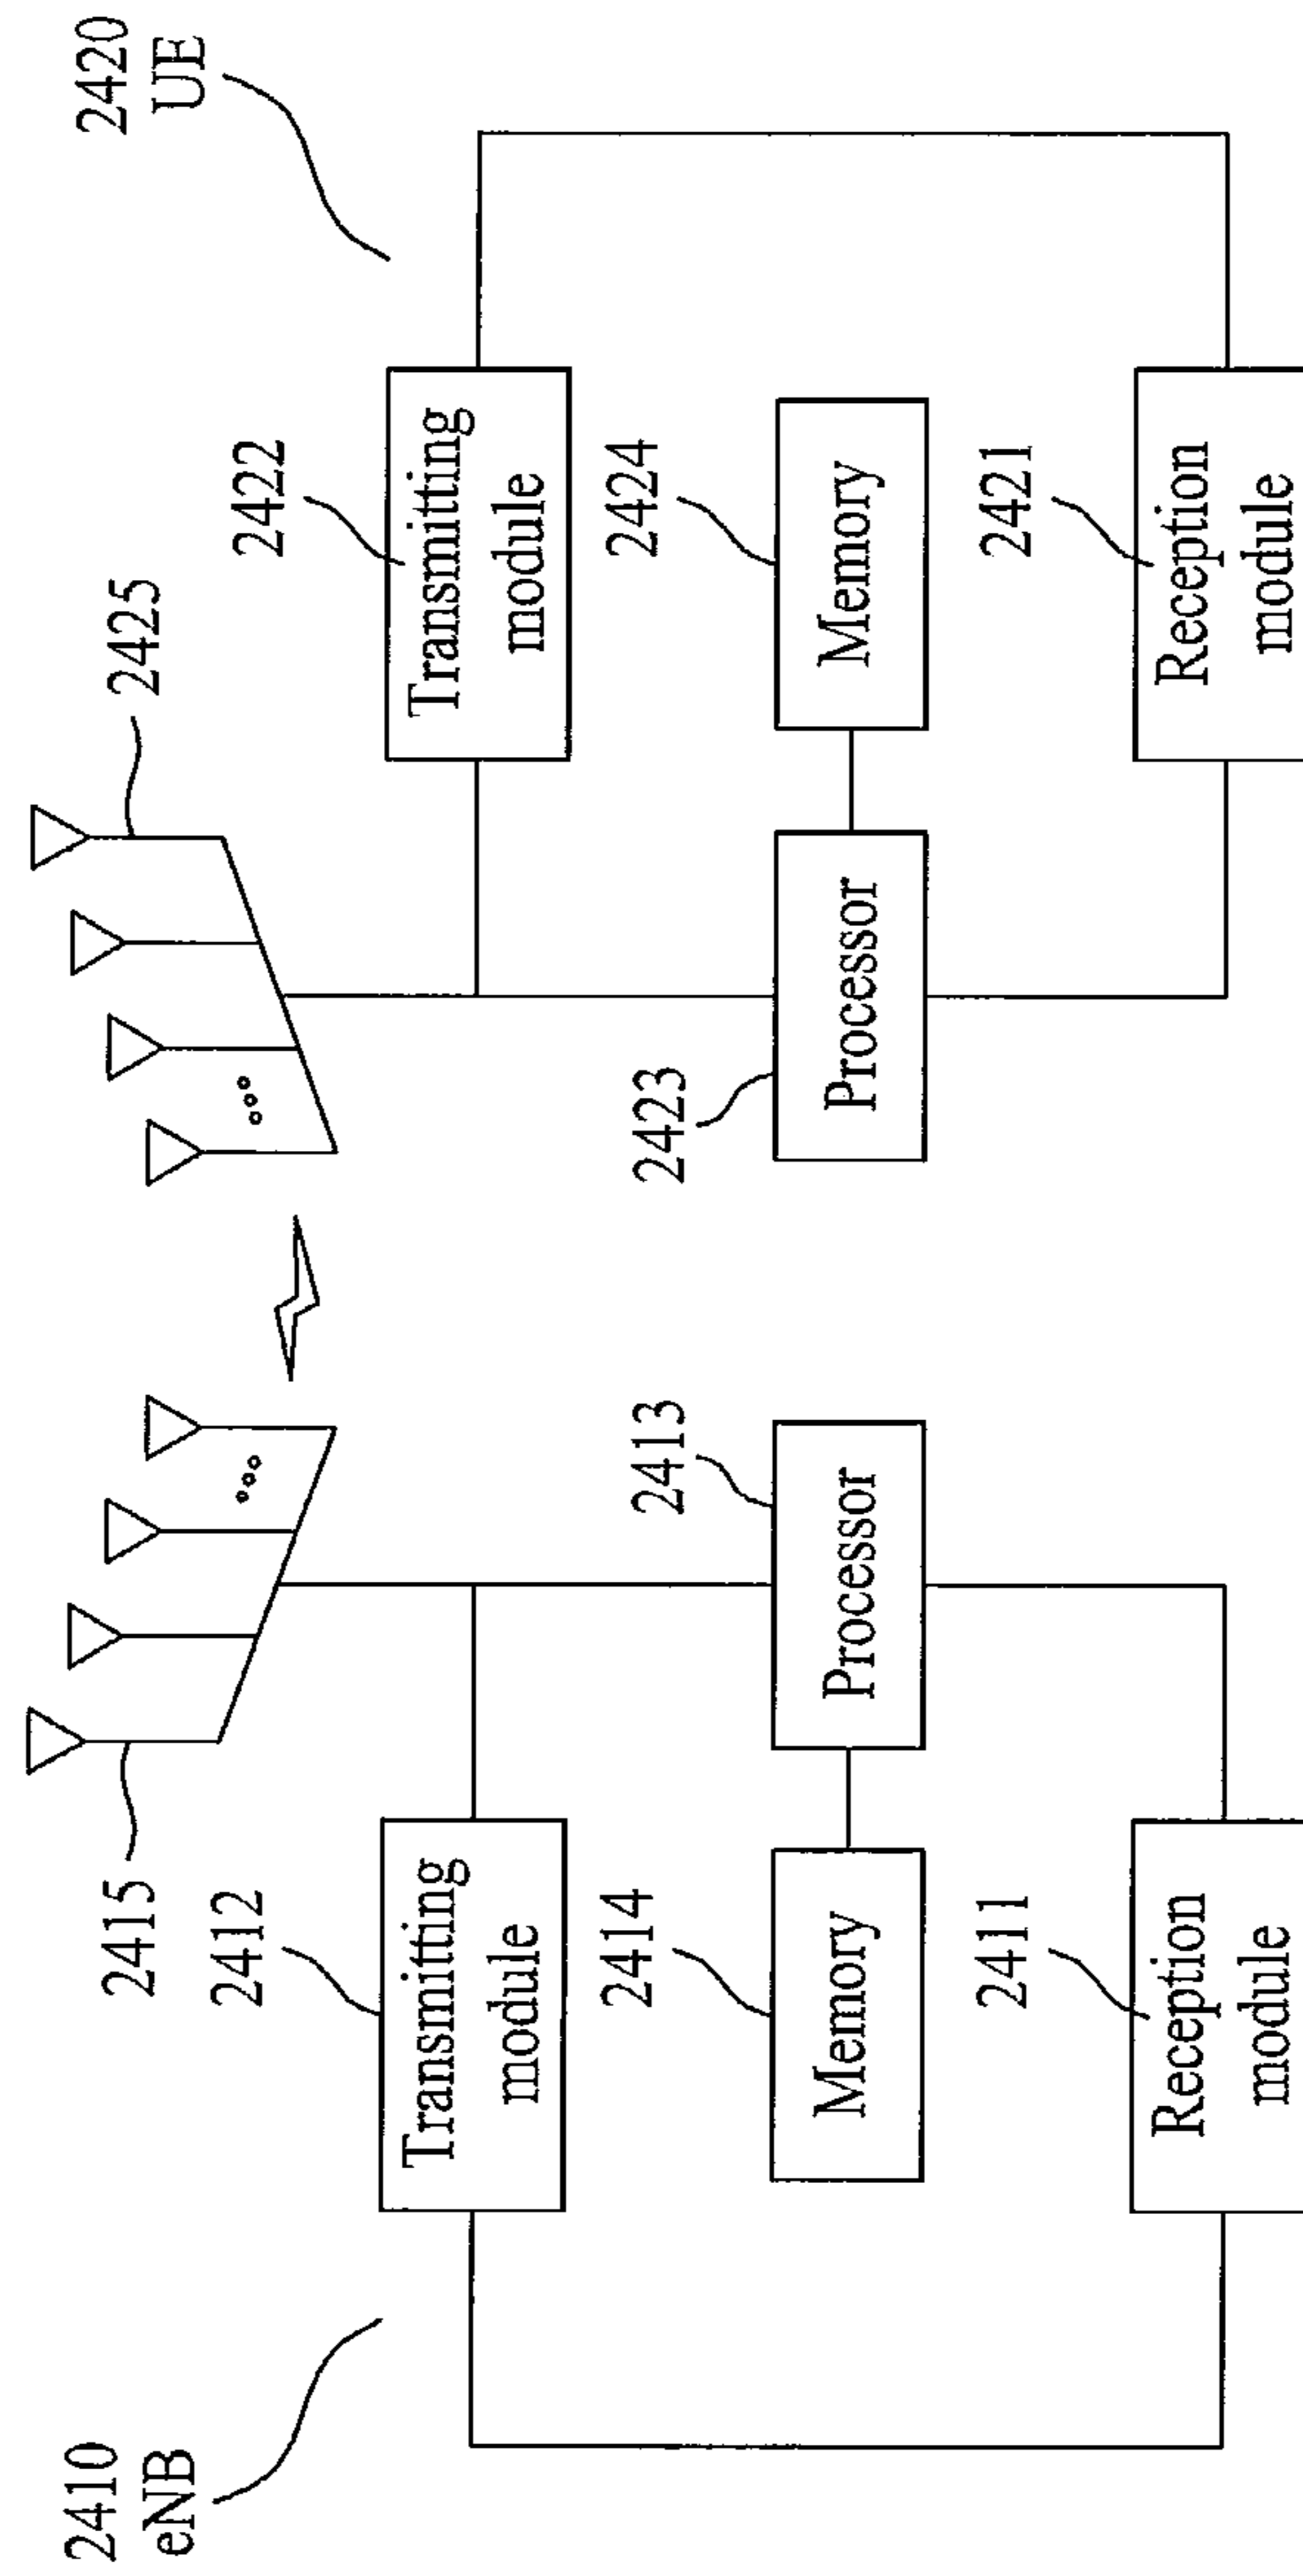 2410
eNB
2415
2412
Transmitting
module
2414
Memory
2413
Processor
2411
Reception
module
2420
UE
2425
2422
Transmitting
module
2424
Memory
2423
Processor
2421
Reception
module